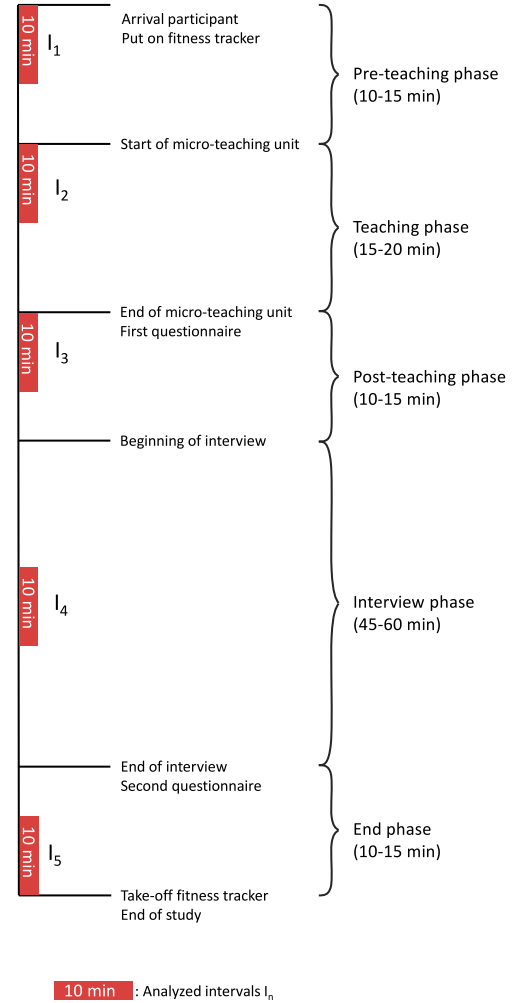 10 min
I1
Arrival participant
Put on fitness tracker
Pre-teaching phase
(10-15 min)
Start of micro-teaching unit
10 min
I2
Teaching phase
(15-20 min)
End of micro-teaching unit
First questionnaire
10 min
I3
Post-teaching phase
(10-15 min)
Beginning of interview
10 min
I4
Interview phase
(45-60 min)
End of interview
Second questionnaire
10 min
I5
End phase
(10-15 min)
Take-off fitness tracker
End of study
10 min : Analyzed intervals In